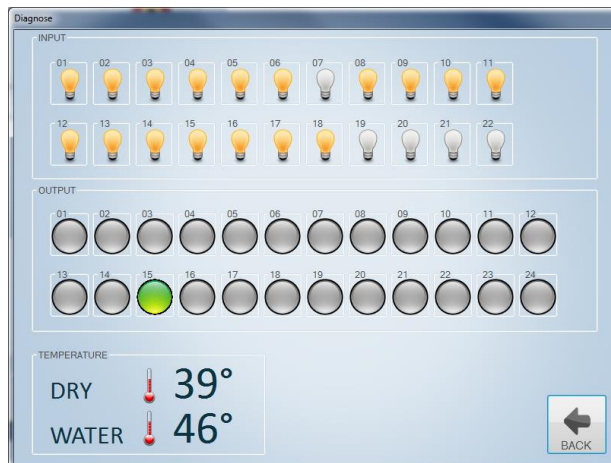 Diagnose
INPUT
01 02 03 04 05 06 07 08 09 10 11
12 13 14 15 16 17 18 19 20 21 22
OUTPUT
01 02 03 04 05 06 07 08 09 10 11 12
13 14 15 16 17 18 19 20 21 22 23 24
TEMPERATURE
DRY 39°
WATER 46°
BACK